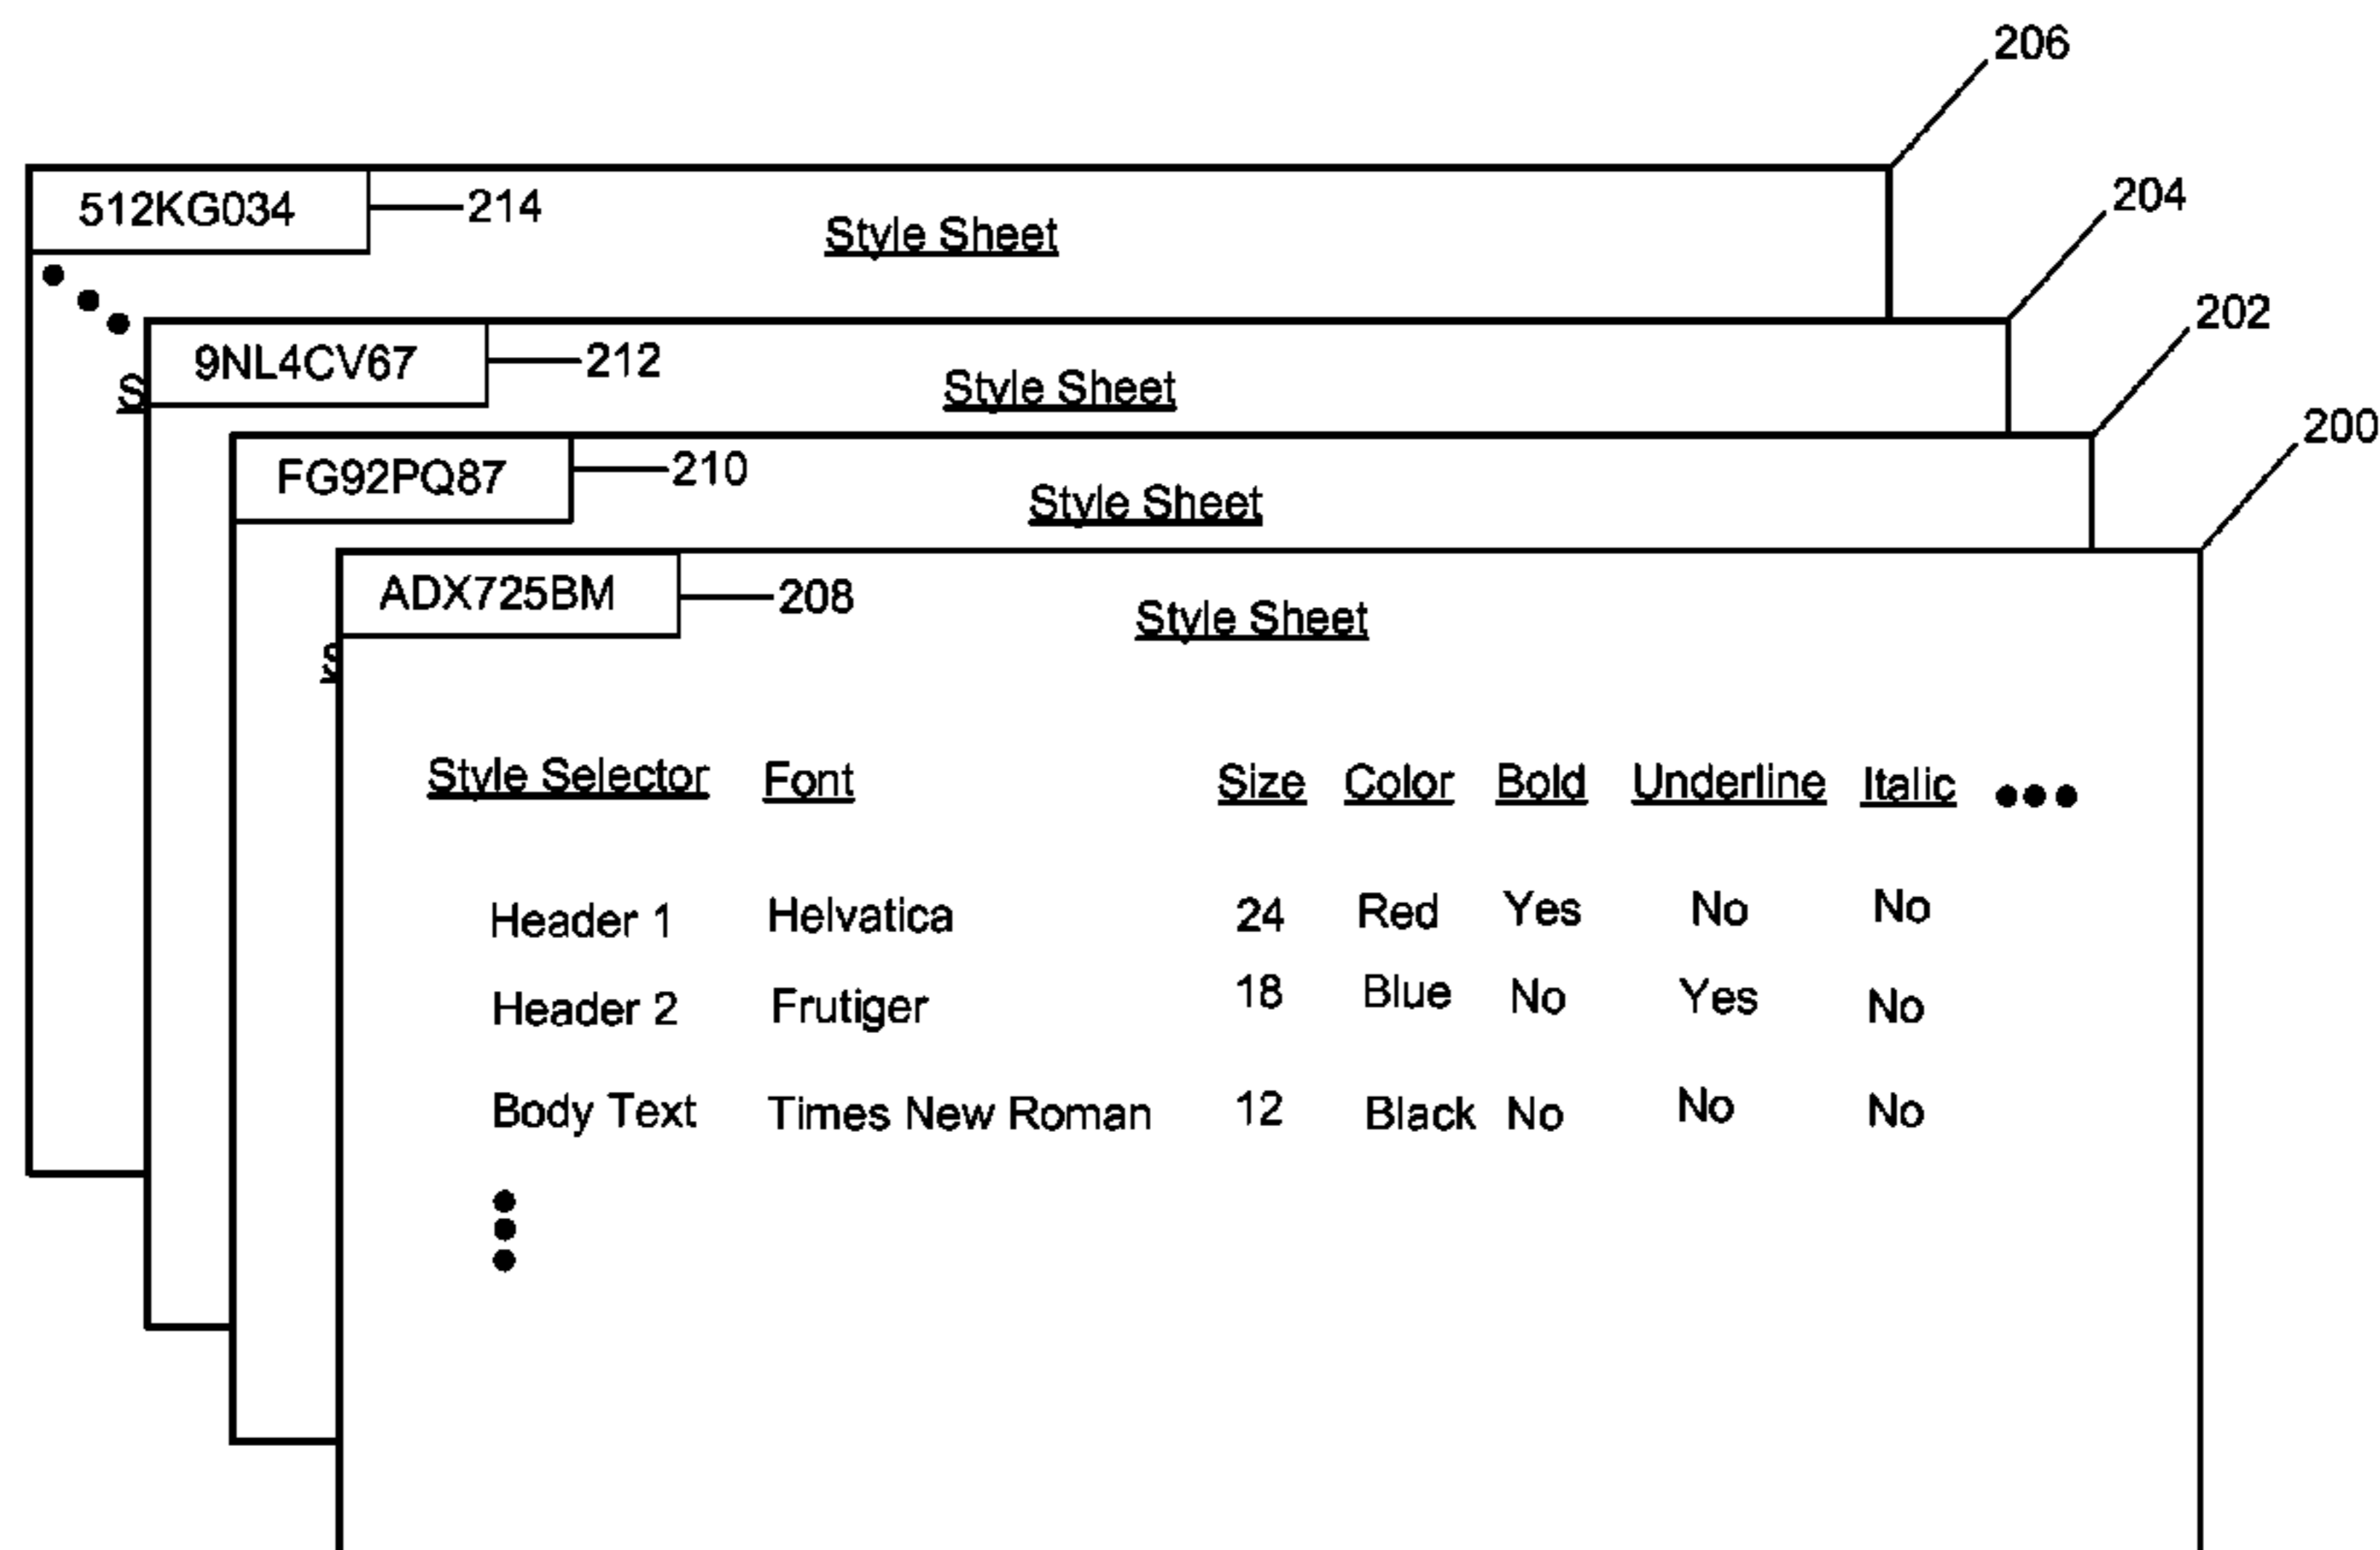 206
512KG034 214 Style Sheet
204
9NL4CV67 212 Style Sheet
S
202
FG92PQ87 210 Style Sheet
200
ADX725BM 208 Style Sheet
S
Style Selector Font Size Color Bold Underline Italic •••
Header 1 Helvatica 24 Red Yes No No
Header 2 Frutiger 18 Blue No Yes No
Body Text Times New Roman 12 Black No No No